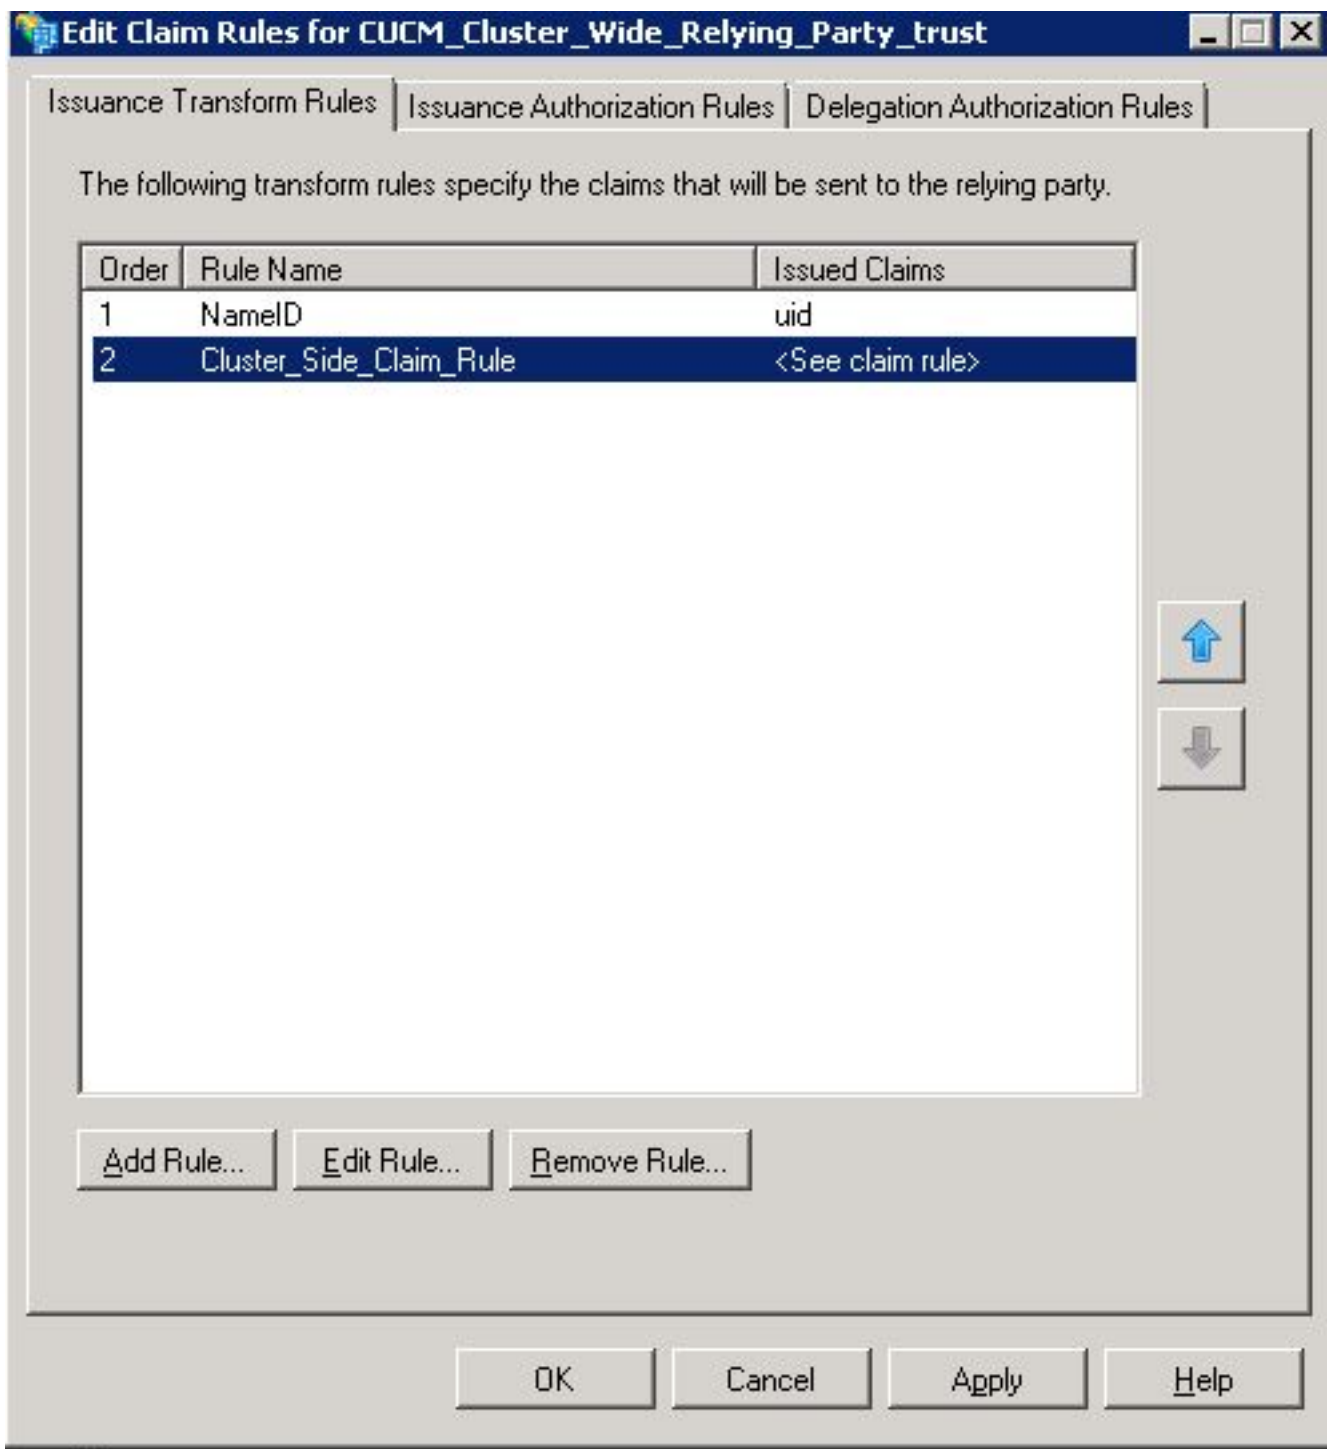 Edit Claim Rules for CUCM_Cluster_Wide_Relying_Party_trust
Issuance Transform Rules Issuance Authorization Rules Delegation Authorization Rules
The following transform rules specify the claims that will be sent to the relying party.
Order Rule Name Issued Claims
1 NameID uid
2 Cluster_Side_Claim_Rule <See claim rule>
Add Rule... Edit Rule... Remove Rule...
OK Cancel Apply Help